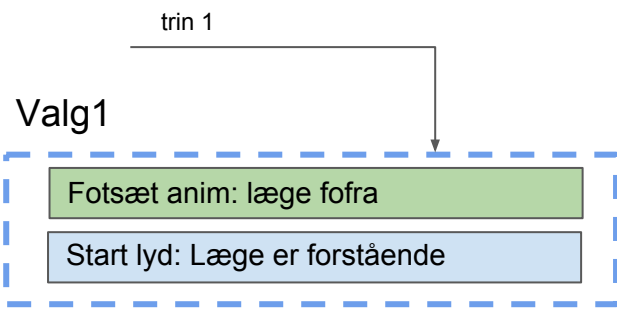 trin 1
Valg1
Fotsæt anim: læge fofra
Start lyd: Læge er forstående